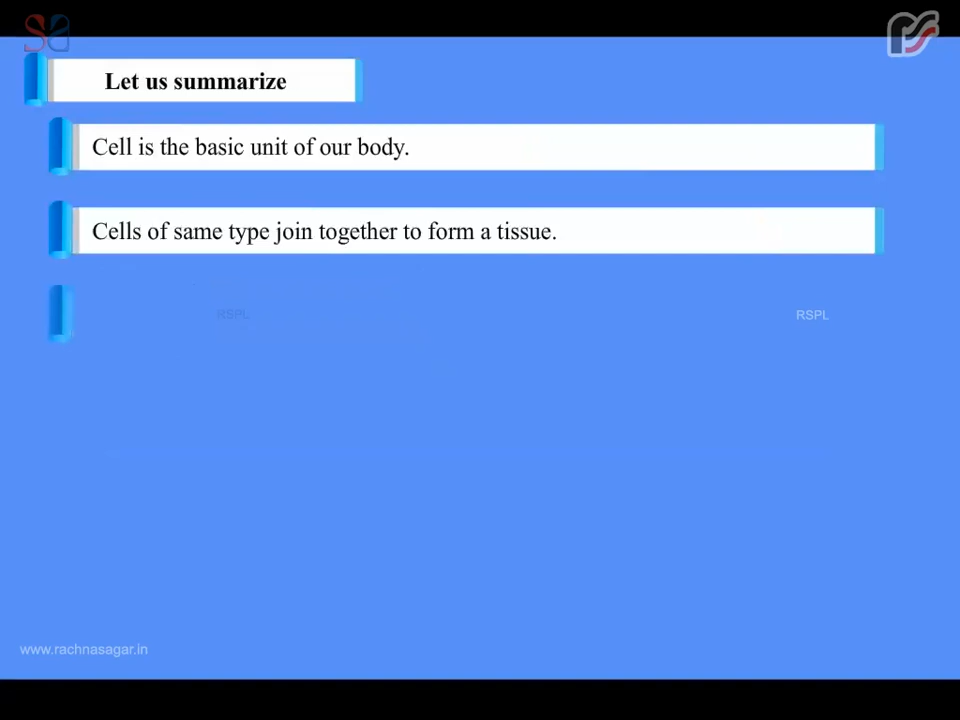 Let us summarize
Cell is the basic unit of our body.
Cells of same type join together to form a tissue.
RSPL RSPL
www.rachnasagar.in